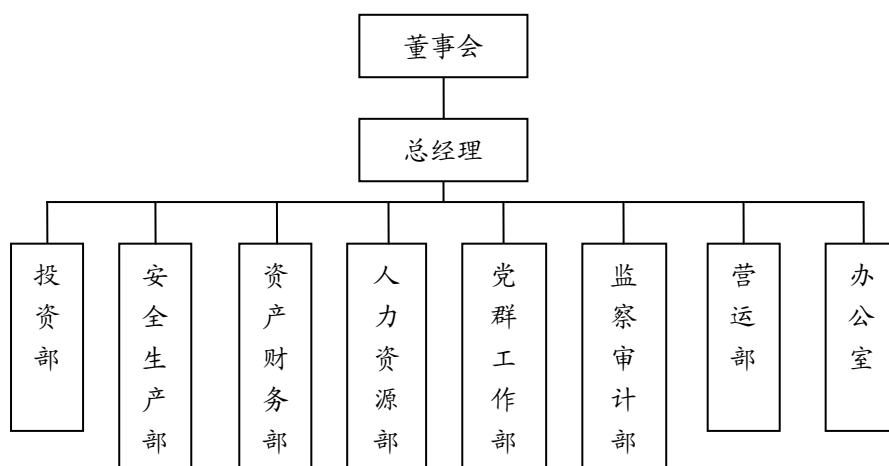 董事会
总经理
投资部
安全生产部
资产财务部
人力资源部
党群工作部
监察审计部
营运部
办公室